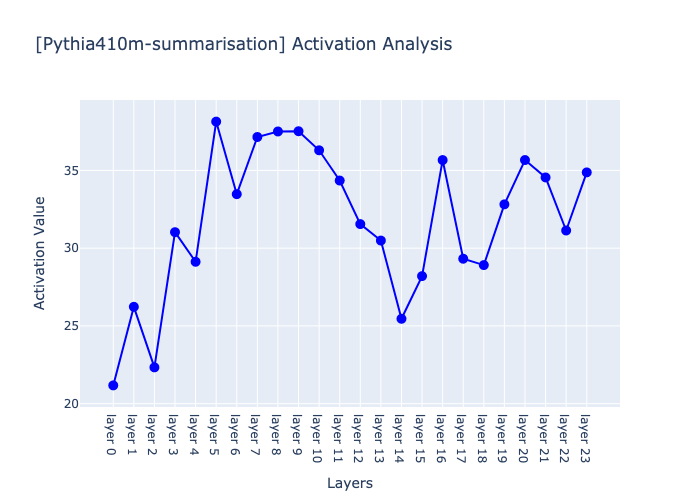 [Pythia410m-summarisation] Activation Analysis
Activation Value
35
30
25
20
layer 0
layer 1
layer 2
layer 3
layer 4
layer 5
layer 6
layer 7
layer 8
layer 9
layer 10
layer 11
layer 12
layer 13
layer 14
layer 15
layer 16
layer 17
layer 18
layer 19
layer 20
layer 21
layer 22
layer 23
Layers